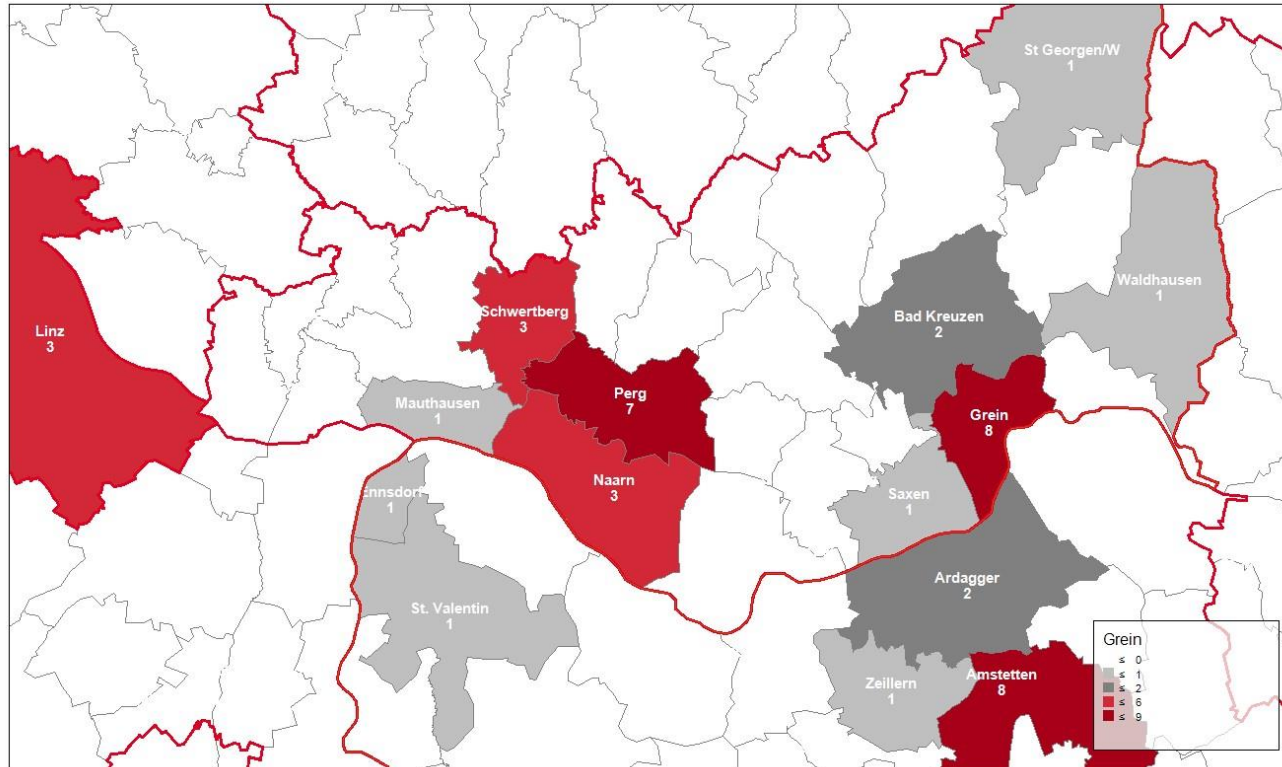 St Georgen/W
1
Waldhausen
1
Bad Kreuzen
2
Schwertberg
3
Linz
3
Perg
7
Mauthausen
1
Grein
8
Naarn
3
Saxen
1
Ennsdorf
1
Ardagger
2
St. Valentin
1
Zeillern
1
Amstetten
8
Grein
≤ 0
≤ 1
≤ 2
≤ 6
≤ 9